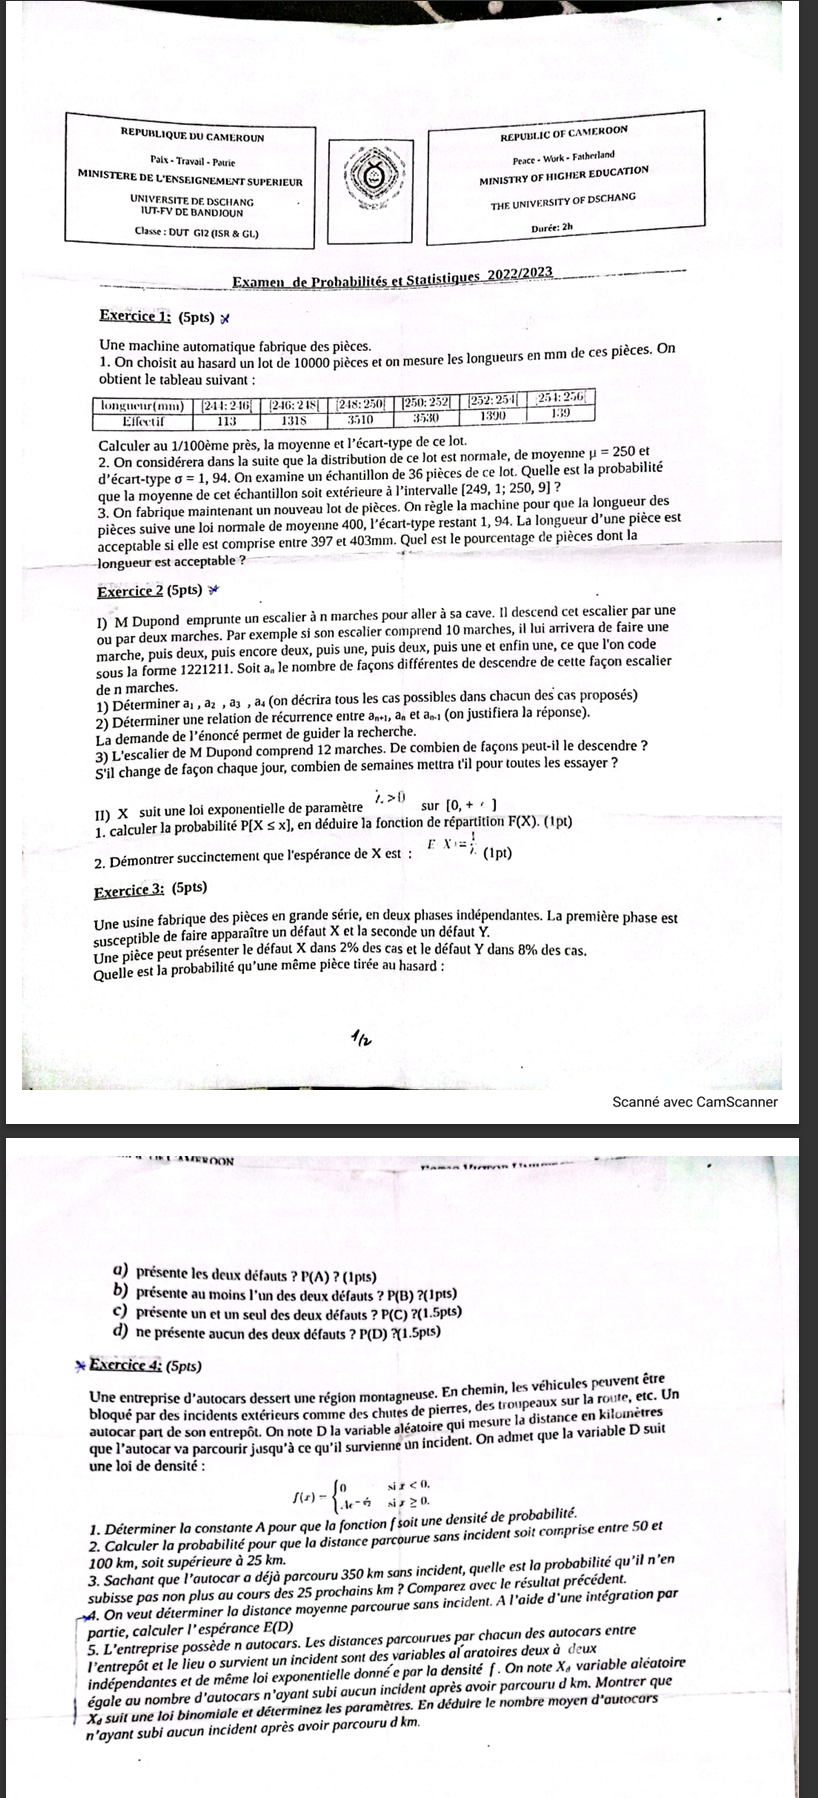 REPUBLIQUE DU CAMEROUN
Paix - Travail - Patrie
MINISTERE DE L'ENSEIGNEMENT SUPERIEUR
UNIVERSITE DE DSCHANG
IUT-FV DE BANDJOUN
Classe : DUT GI2 (ISR & GL)
REPUBLIC OF CAMEROON
Peace - Work - Fatherland
MINISTRY OF HIGHER EDUCATION
THE UNIVERSITY OF DSCHANG
Durée: 2h
Examen de Probabilités et Statistiques 2022/2023
Exercice 1: (5pts)
Une machine automatique fabrique des pièces.
1. On choisit au hasard un lot de 10000 pièces et on mesure les longueurs en mm de ces pièces. On
obtient le tableau suivant :
longueur(mm) [244; 246[ [246; 248[ [248; 250[ [250; 252[ [252; 254[ [254; 256[
Effectif 113 1318 3510 3530 1390 139
Calculer au 1/100ème près, la moyenne et l'écart-type de ce lot.
2. On considérera dans la suite que la distribution de ce lot est normale, de moyenne μ = 250 et
d'écart-type σ = 1, 94. On examine un échantillon de 36 pièces de ce lot. Quelle est la probabilité
que la moyenne de cet échantillon soit extérieure à l'intervalle [249, 1; 250, 9] ?
3. On fabrique maintenant un nouveau lot de pièces. On règle la machine pour que la longueur des
pièces suive une loi normale de moyenne 400, l'écart-type restant 1, 94. La longueur d'une pièce est
acceptable si elle est comprise entre 397 et 403mm. Quel est le pourcentage de pièces dont la
longueur est acceptable ?
Exercice 2 (5pts)
I) M Dupond emprunte un escalier à n marches pour aller à sa cave. Il descend cet escalier par une
ou par deux marches. Par exemple si son escalier comprend 10 marches, il lui arrivera de faire une
marche, puis deux, puis encore deux, puis une, puis deux, puis une et enfin une, ce que l'on code
sous la forme 1221211. Soit aₙ le nombre de façons différentes de descendre de cette façon escalier
de n marches.
1) Déterminer a₁ , a₂ , a₃ , a₄ (on décrira tous les cas possibles dans chacun des cas proposés)
2) Déterminer une relation de récurrence entre aₙ₊₁, aₙ et aₙ₋₁ (on justifiera la réponse).
La demande de l'énoncé permet de guider la recherche.
3) L'escalier de M Dupond comprend 12 marches. De combien de façons peut-il le descendre ?
S'il change de façon chaque jour, combien de semaines mettra t'il pour toutes les essayer ?
II) X suit une loi exponentielle de paramètre λ >0 sur [0, + ]
1. calculer la probabilité P[X ≤ x], en déduire la fonction de répartition F(X). (1pt)
2. Démontrer succinctement que l'espérance de X est : (1pt)
Exercice 3: (5pts)
Une usine fabrique des pièces en grande série, en deux phases indépendantes. La première phase est
susceptible de faire apparaître un défaut X et la seconde un défaut Y.
Une pièce peut présenter le défaut X dans 2% des cas et le défaut Y dans 8% des cas.
Quelle est la probabilité qu'une même pièce tirée au hasard :
1/2
Scanné avec CamScanner
a) présente les deux défauts ? P(A) ? (1pts)
b) présente au moins l'un des deux défauts ? P(B) ?(1pts)
c) présente un et un seul des deux défauts ? P(C) ?(1.5pts)
d) ne présente aucun des deux défauts ? P(D) ?(1.5pts)
Exercice 4: (5pts)
Une entreprise d'autocars dessert une région montagneuse. En chemin, les véhicules peuvent être
bloqué par des incidents extérieurs comme des chutes de pierres, des troupeaux sur la route, etc. Un
autocar part de son entrepôt. On note D la variable aléatoire qui mesure la distance en kilomètres
que l'autocar va parcourir jusqu'à ce qu'il survienne un incident. On admet que la variable D suit
une loi de densité :
f(x) = { 0 si x < 0.
si x ≥ 0.
1. Déterminer la constante A pour que la fonction f soit une densité de probabilité.
2. Calculer la probabilité pour que la distance parcourue sans incident soit comprise entre 50 et
100 km, soit supérieure à 25 km.
3. Sachant que l'autocar a déjà parcouru 350 km sans incident, quelle est la probabilité qu'il n'en
subisse pas non plus au cours des 25 prochains km ? Comparez avec le résultat précédent.
4. On veut déterminer la distance moyenne parcourue sans incident. A l'aide d'une intégration par
partie, calculer l'espérance E(D)
5. L'entreprise possède n autocars. Les distances parcourues par chacun des autocars entre
l'entrepôt et le lieu o survient un incident sont des variables al´aratoires deux à deux
indépendantes et de même loi exponentielle donné e par la densité f . On note X_d variable aléatoire
égale au nombre d'autocars n'ayant subi aucun incident après avoir parcouru d km. Montrer que
X_d suit une loi binomiale et déterminez les paramètres. En déduire le nombre moyen d'autocars
n'ayant subi aucun incident après avoir parcouru d km.